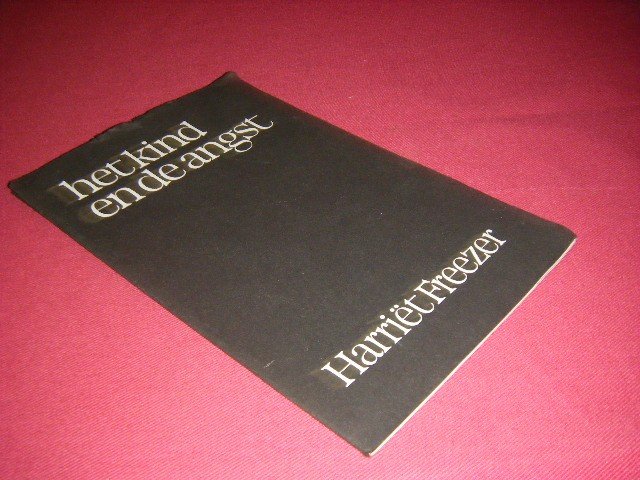 het kind
en de angst
Harriët Freezer